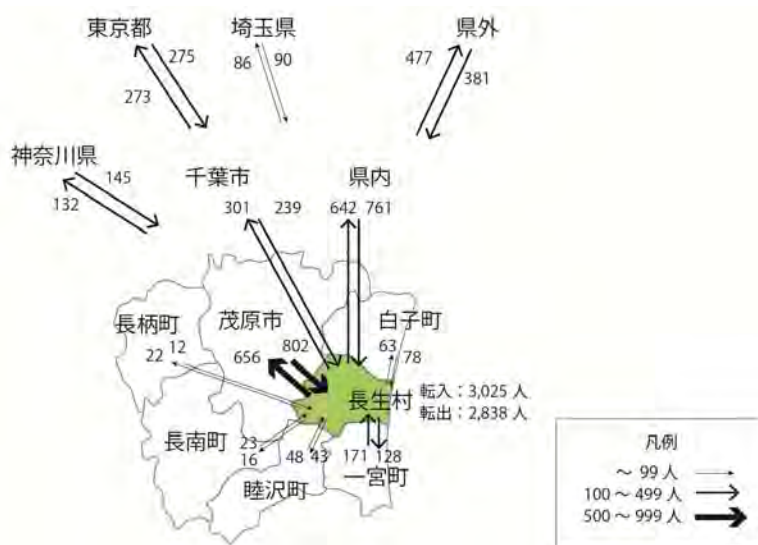 東京都
埼玉県
県外
275
273
86
90
477
381
神奈川県
145
132
千葉市
県内
301
239
642
761
長柄町
茂原市
白子町
22
12
656
802
63
78
長生村
転入：3,025 人
転出：2,838 人
長南町
23
16
48
43
171
128
睦沢町
一宮町
凡例
～ 99 人
100 ～ 499 人
500 ～ 999 人